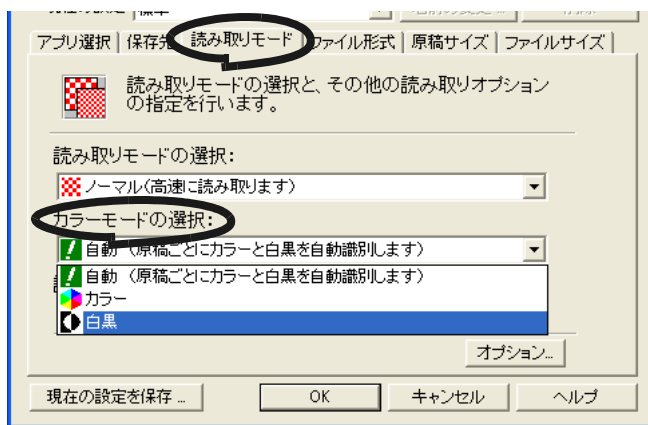 標準
アプリ選択 保存先 読み取りモード ファイル形式 原稿サイズ ファイルサイズ
読み取りモードの選択と、その他の読み取りオプション
の指定を行います。
読み取りモードの選択:
ノーマル(高速に読み取ります)
カラーモードの選択:
自動 (原稿ごとにカラーと白黒を自動識別します)
自動 (原稿ごとにカラーと白黒を自動識別します)
カラー
白黒
オプション...
現在の設定を保存 ... OK キャンセル ヘルプ